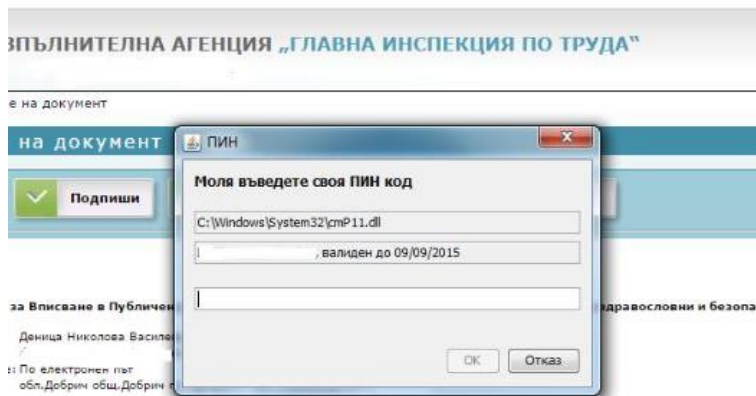 ЗПЪЛНИТЕЛНА АГЕНЦИЯ „ГЛАВНА ИНСПЕКЦИЯ ПО ТРУДА“
е на документ
на документ
ПИН
Моля въведете своя ПИН код
Подпиши
C:\Windows\System32\cmP11.dll
, валиден до 09/09/2015
за Вписване в Публичен
дравословни и безопа
Деница Николова Василе
: По електронен път
обл.Добрич общ.Добрич
OK
Отказ